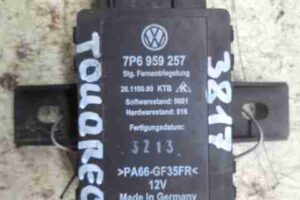 TOUAREG
7P6 959 257
Stg. Fernentriegelung
26.1100.00 KTB
Softwarestand: 0601
Hardwarestand: 016
Fertigungsdatum:
3213
>PA66-GF35FR<
12V
Made in Germany
3817